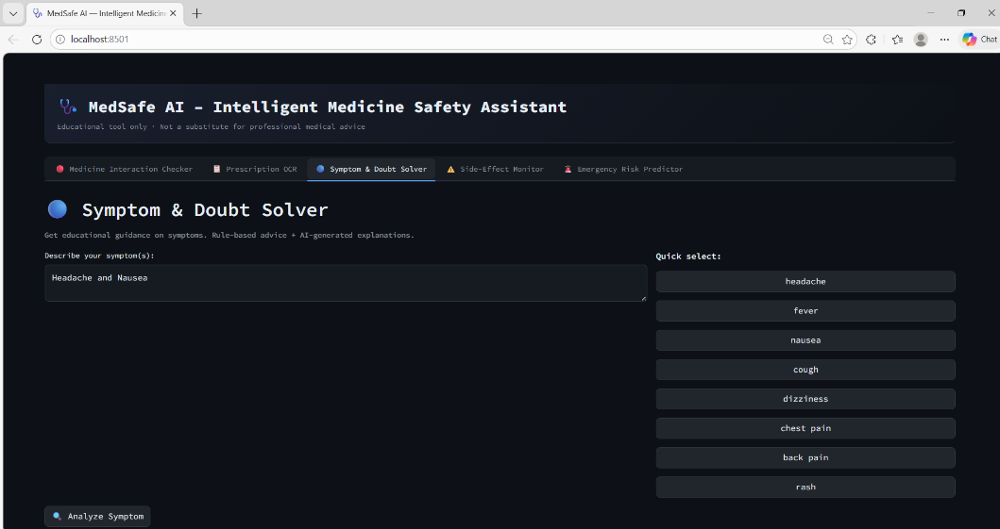 MedSafe AI — Intelligent Medicine
localhost:8501
Chat
MedSafe AI – Intelligent Medicine Safety Assistant
Educational tool only · Not a substitute for professional medical advice
Medicine Interaction Checker
Prescription OCR
Symptom & Doubt Solver
Side-Effect Monitor
Emergency Risk Predictor
Symptom & Doubt Solver
Get educational guidance on symptoms. Rule-based advice + AI-generated explanations.
Describe your symptom(s):
Headache and Nausea
Quick select:
headache
fever
nausea
cough
dizziness
chest pain
back pain
rash
Analyze Symptom